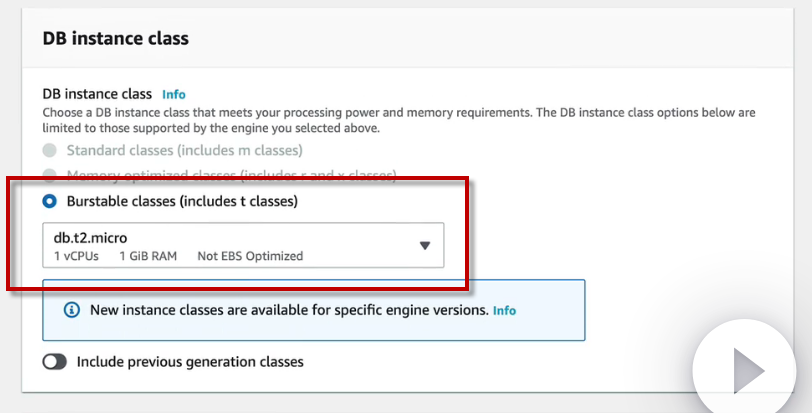 DB instance class
DB instance class Info
Choose a DB instance class that meets your processing power and memory requirements. The DB instance class options below are
limited to those supported by the engine you selected above.
Standard classes (includes m classes)
Memory optimized classes (includes r and x classes)
Burstable classes (includes t classes)
db.t2.micro
1 vCPUs 1 GiB RAM Not EBS Optimized
New instance classes are available for specific engine versions. Info
Include previous generation classes